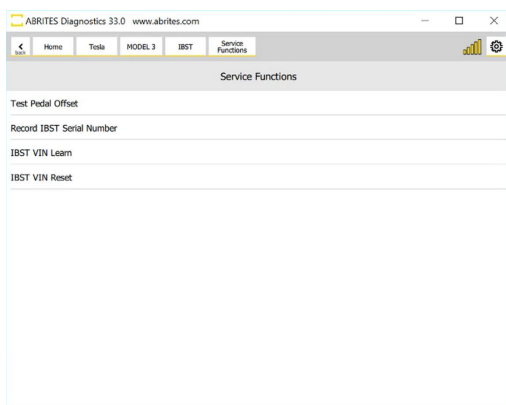 ABRITES Diagnostics 33.0 www.abrites.com
back Home Tesla MODEL 3 IBST Service Functions
Service Functions
Test Pedal Offset
Record IBST Serial Number
IBST VIN Learn
IBST VIN Reset